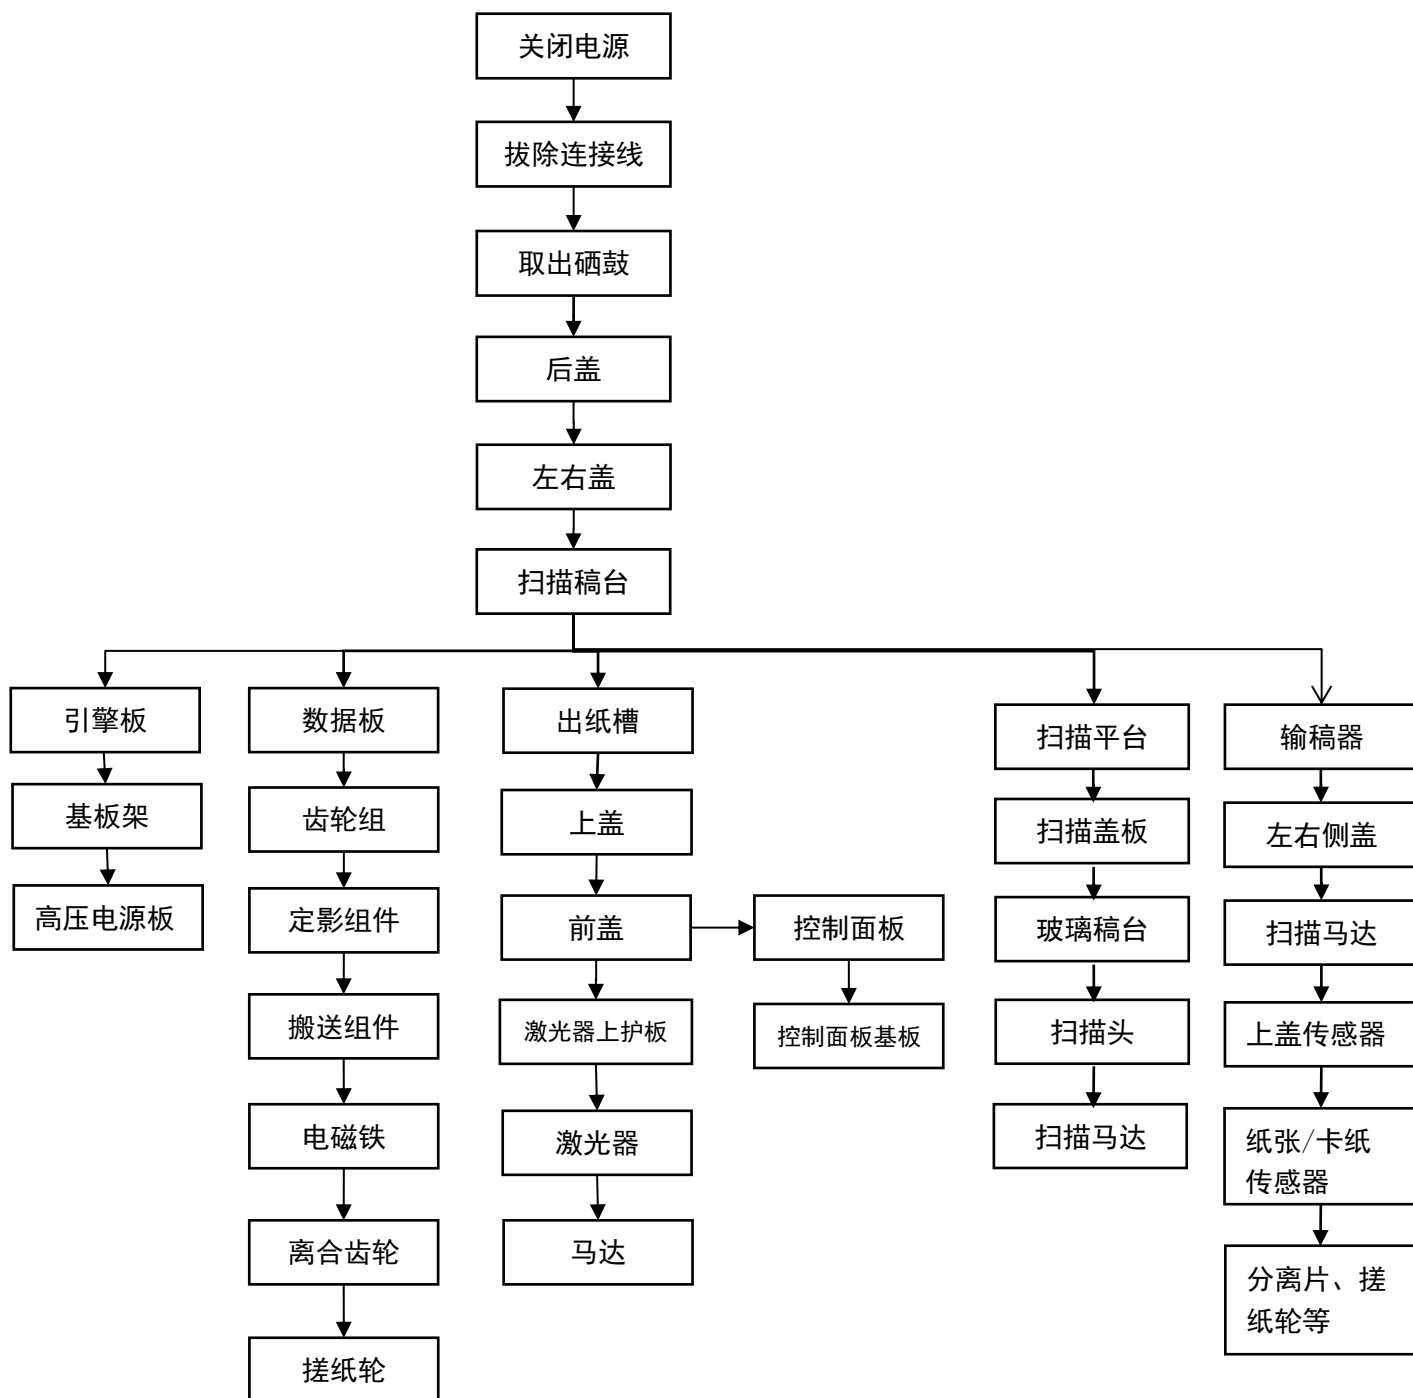 关闭电源
拔除连接线
取出硒鼓
后盖
左右盖
扫描稿台
引擎板
基板架
高压电源板
数据板
齿轮组
定影组件
搬送组件
电磁铁
离合齿轮
搓纸轮
出纸槽
上盖
前盖
激光器上护板
激光器
马达
控制面板
控制面板基板
扫描平台
扫描盖板
玻璃稿台
扫描头
扫描马达
输稿器
左右侧盖
扫描马达
上盖传感器
纸张/卡纸
传感器
分离片、搓
纸轮等